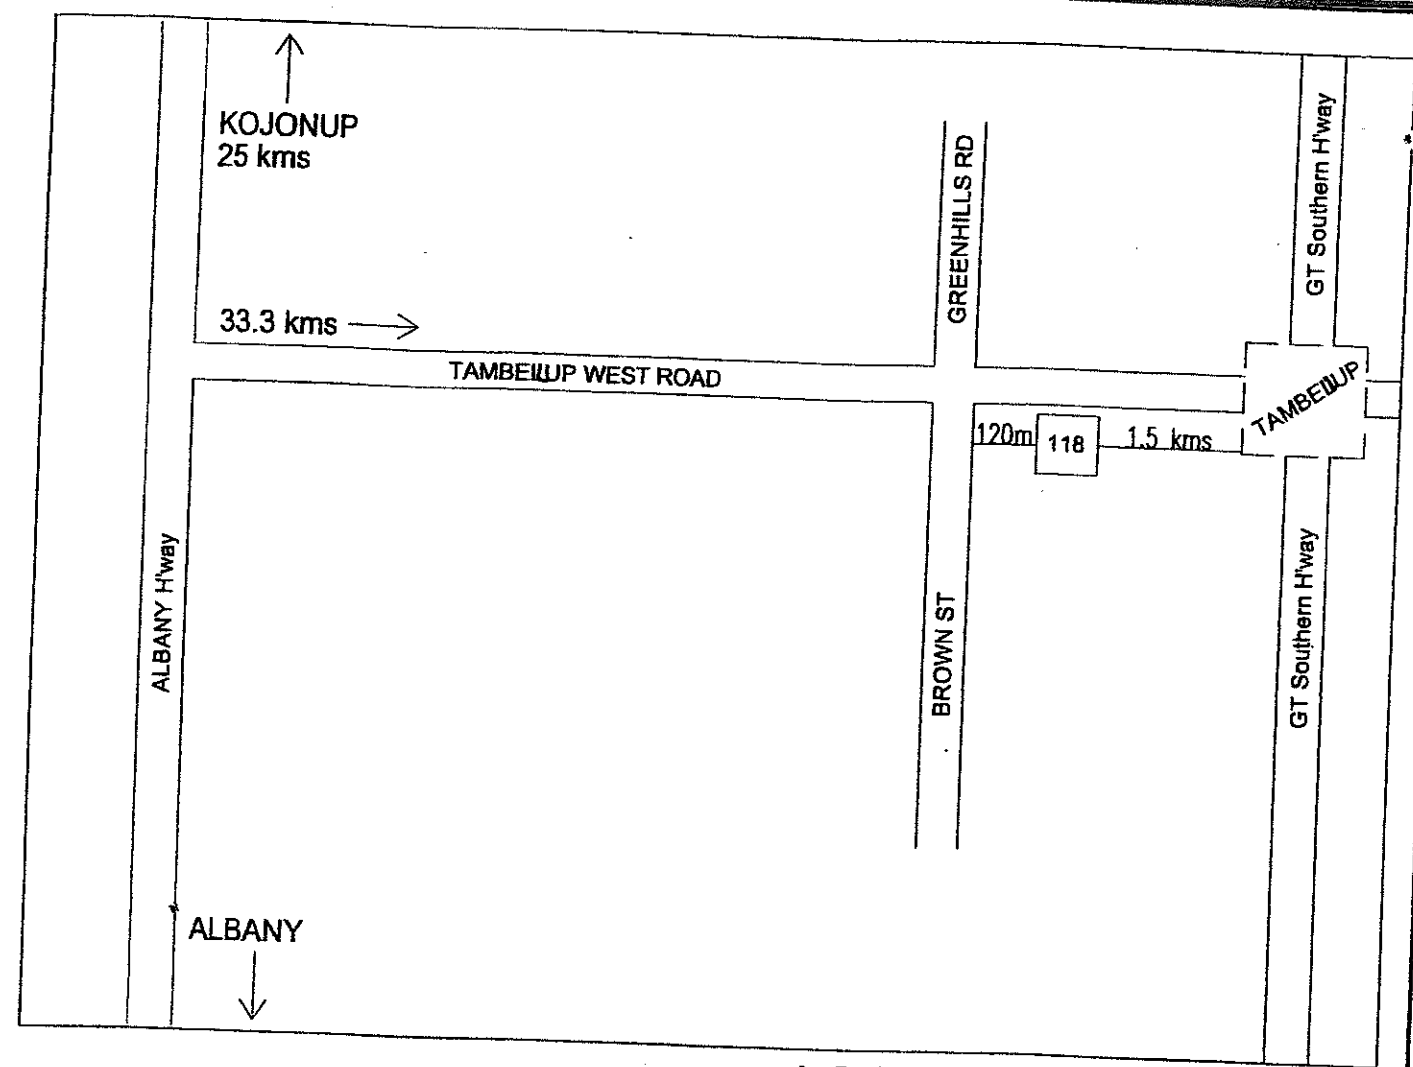 KOJONUP
25 kms
GREENHILLS RD
GT Southern H'way
33.3 kms
TAMBELLUP WEST ROAD
TAMBELLUP
120m
118
1.5 kms
ALBANY H'way
BROWN ST
GT Southern H'way
ALBANY